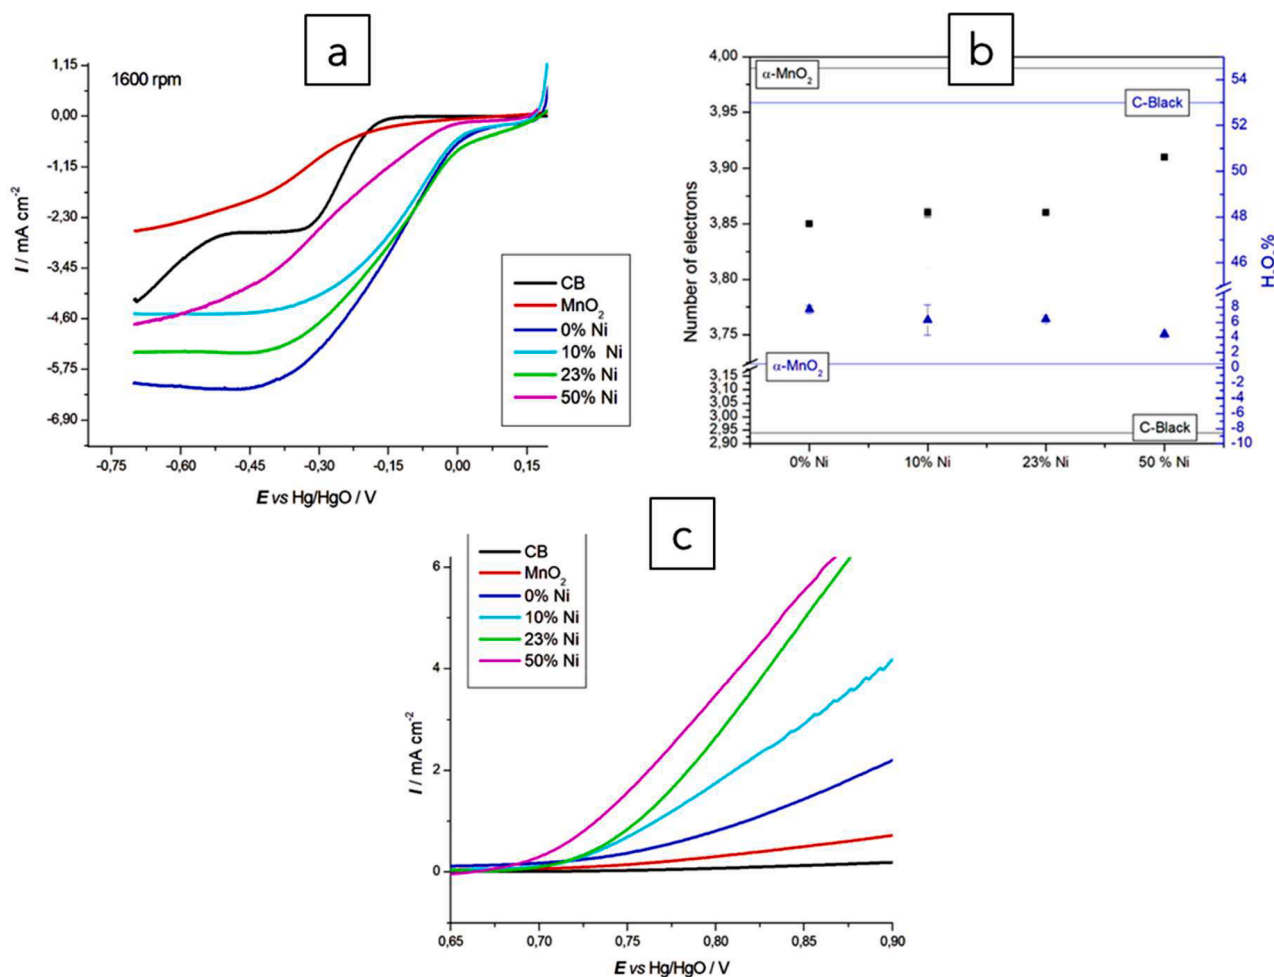 a
1600 rpm
1,15
0,00
-1,15
-2,30
-3,45
-4,60
-5,75
-6,90
I / mA cm⁻²
CB
MnO₂
0% Ni
10% Ni
23% Ni
50% Ni
-0,75 -0,60 -0,45 -0,30 -0,15 0,00 0,15
E vs Hg/HgO / V
b
4,00
3,95
3,90
3,85
3,80
3,75
3,15
3,10
3,05
3,00
2,95
2,90
Number of electrons
α-MnO₂
C-Black
α-MnO₂
C-Black
54
52
50
48
46
8
6
4
2
0
-2
-4
-6
-8
-10
H₂O₂%
0% Ni 10% Ni 23% Ni 50 % Ni
c
CB
MnO₂
0% Ni
10% Ni
23% Ni
50% Ni
6
4
2
0
I / mA cm⁻²
0,65 0,70 0,75 0,80 0,85 0,90
E vs Hg/HgO / V